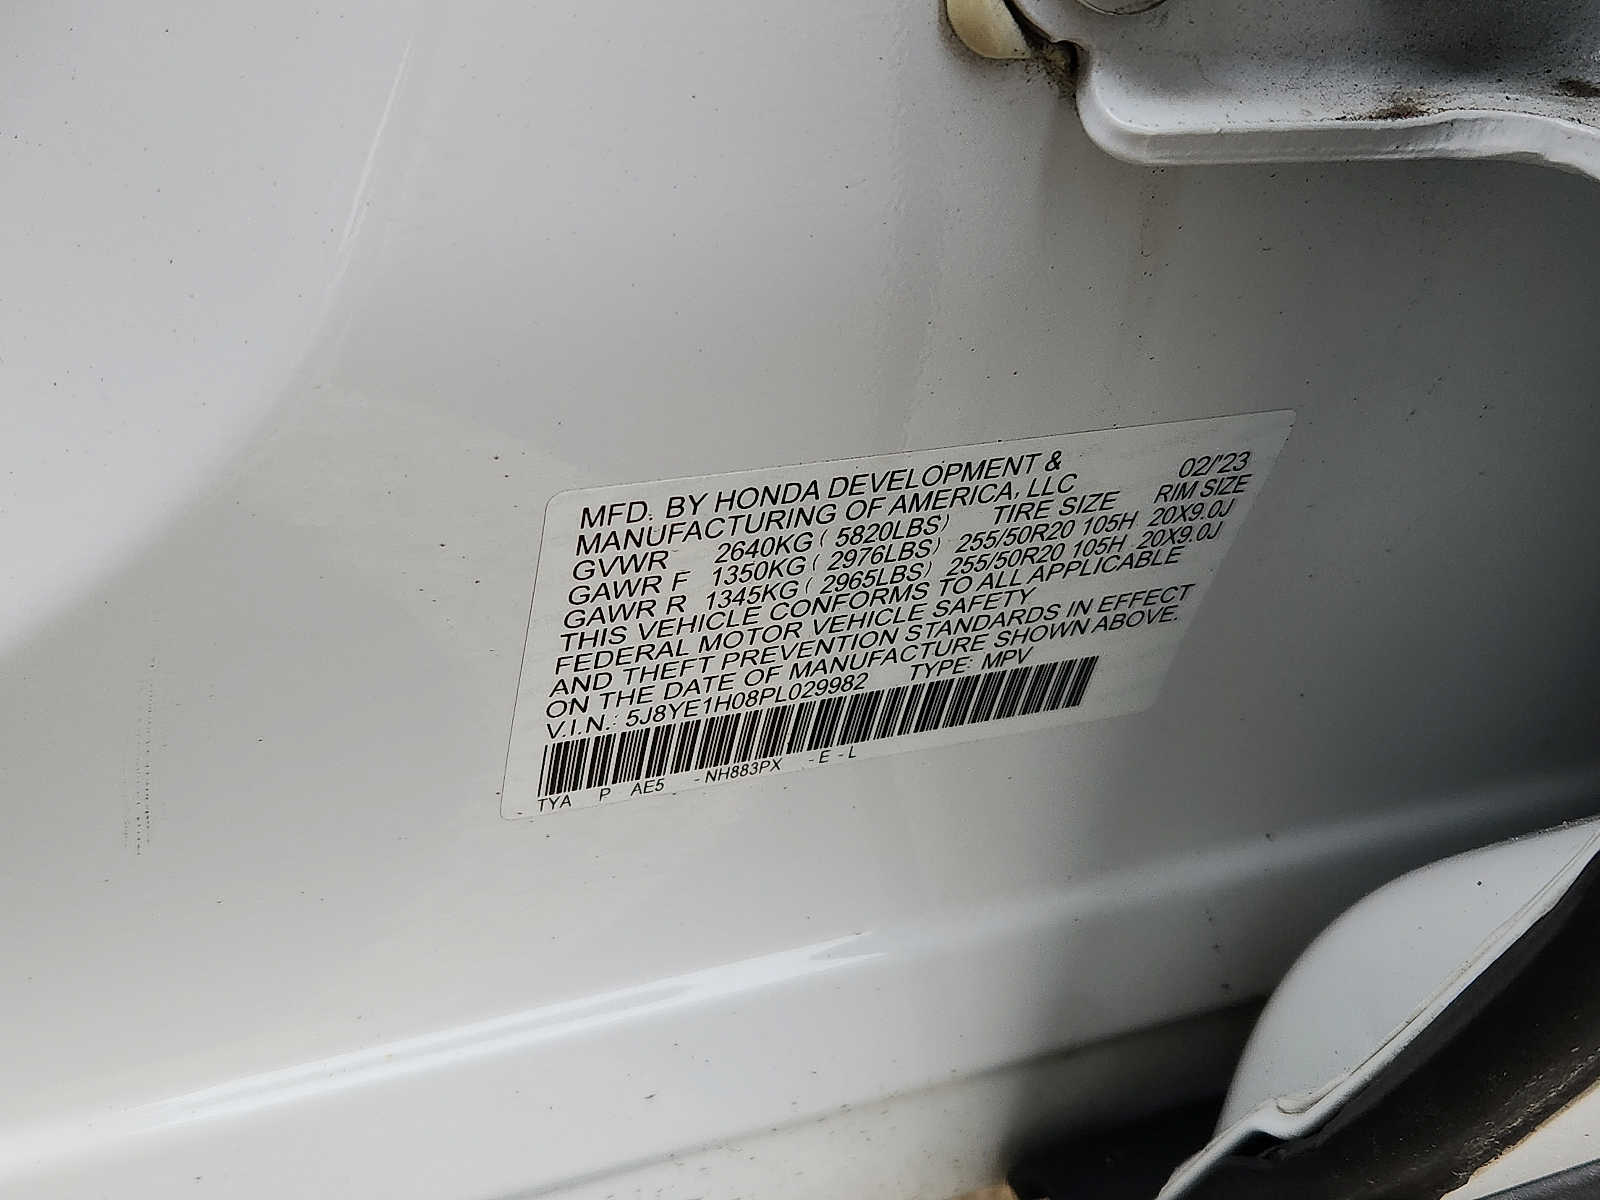 MFD. BY HONDA DEVELOPMENT &
MANUFACTURING OF AMERICA, LLC 02/'23
GVWR 2640KG ( 5820LBS) TIRE SIZE RIM SIZE
GAWR F 1350KG ( 2976LBS) 255/50R20 105H 20X9.0J
GAWR R 1345KG ( 2965LBS) 255/50R20 105H 20X9.0J
THIS VEHICLE CONFORMS TO ALL APPLICABLE
FEDERAL MOTOR VEHICLE SAFETY
AND THEFT PREVENTION STANDARDS IN EFFECT
ON THE DATE OF MANUFACTURE SHOWN ABOVE.
V.I.N.: 5J8YE1H08PL029982 TYPE: MPV
TYA P AE5 - NH883PX - E - L